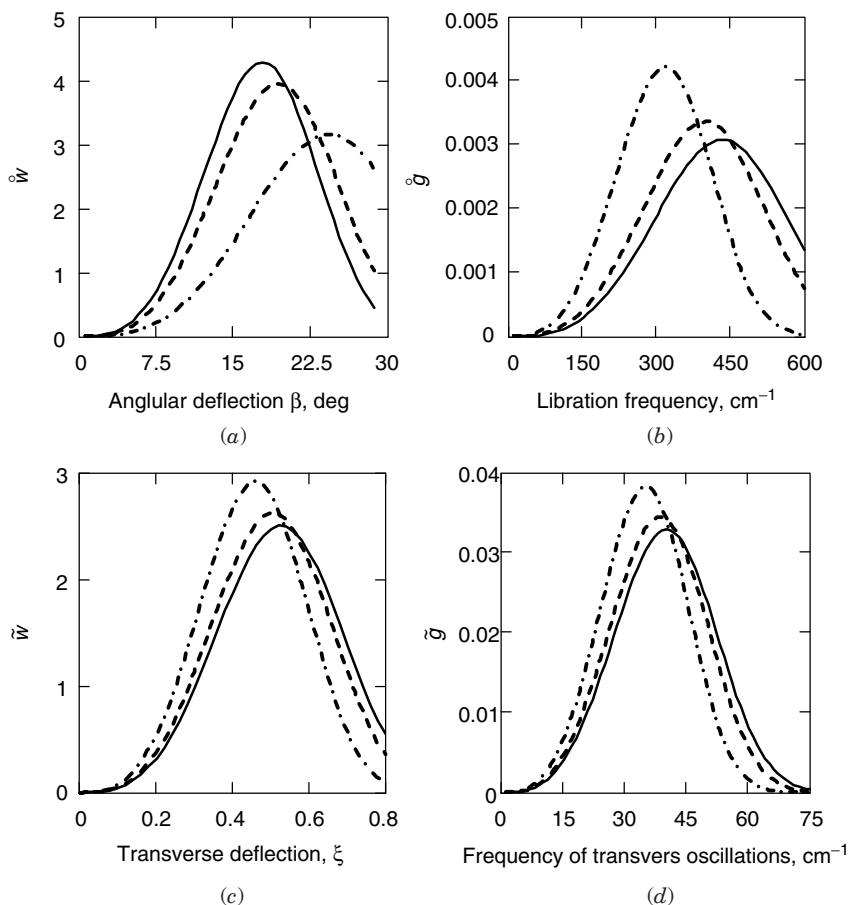 5
4
3
2
1
0
ẘ
0 7.5 15 22.5 30
Anglular deflection β, deg
(a)
0.005
0.004
0.003
0.002
0.001
0
g̊
0 150 300 450 600
Libration frequency, cm⁻¹
(b)
3
2
1
0
w̃
0 0.2 0.4 0.6 0.8
Transverse deflection, ξ
(c)
0.04
0.03
0.02
0.01
0
g̃
0 15 30 45 60 75
Frequency of transvers oscillations, cm⁻¹
(d)